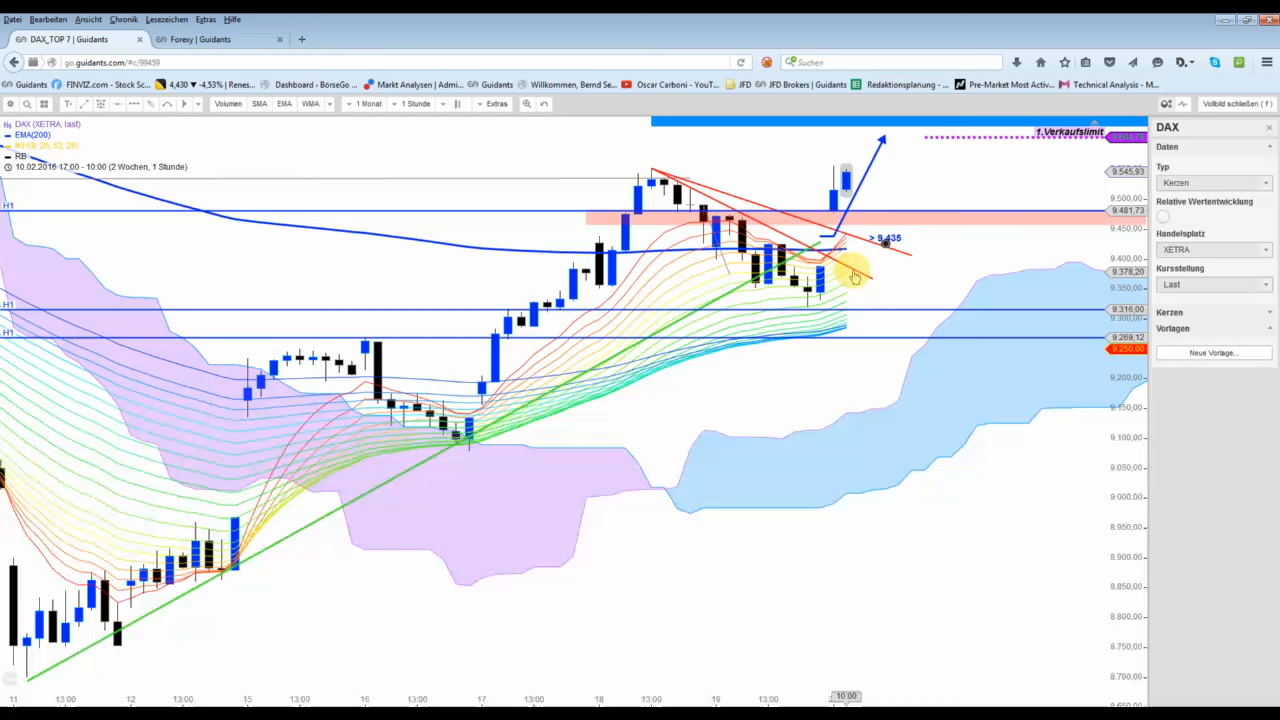 Datei Bearbeiten Ansicht Chronik Lesezeichen Extras Hilfe
DAX_TOP 7 | Guidants × Forexy | Guidants × +
go.guidants.com/#c/99459 Suchen
Guidants FINVIZ.com - Stock Sc... 4,430 ▼ -4,53% | Renes... Dashboard - BörseGo ... Markt Analysen | Admi... Guidants Willkommen, Bernd Se... Oscar Carboni - YouT... JFD JFD Brokers | Guidants Redaktionsplanung - ... Pre-Market Most Activ... Technical Analysis - M...
Volumen SMA EMA WMA 1 Monat 1 Stunde Extras Vollbild schließen ( f )
DAX (XETRA, last)
EMA(200)
RB
10.02.2016 17:00 - 10:00 (2 Wochen, 1 Stunde)
1.Verkaufslimit
H1
> 9.435
H1
H1
9.545,93
9.500,00
9.481,73
9.450,00
9.400,00
9.378,20
9.350,00
9.316,00
9.300,00
9.269,12
9.250,00
9.200,00
9.150,00
9.100,00
9.050,00
9.000,00
8.950,00
8.900,00
8.850,00
8.800,00
8.750,00
8.700,00
11 13:00 12 13:00 15 13:00 16 13:00 17 13:00 18 13:00 19 13:00 10:00
DAX ×
Daten
Typ
Kerzen
Relative Wertentwicklung
Handelsplatz
XETRA
Kursstellung
Last
Kerzen
Vorlagen
Neue Vorlage...